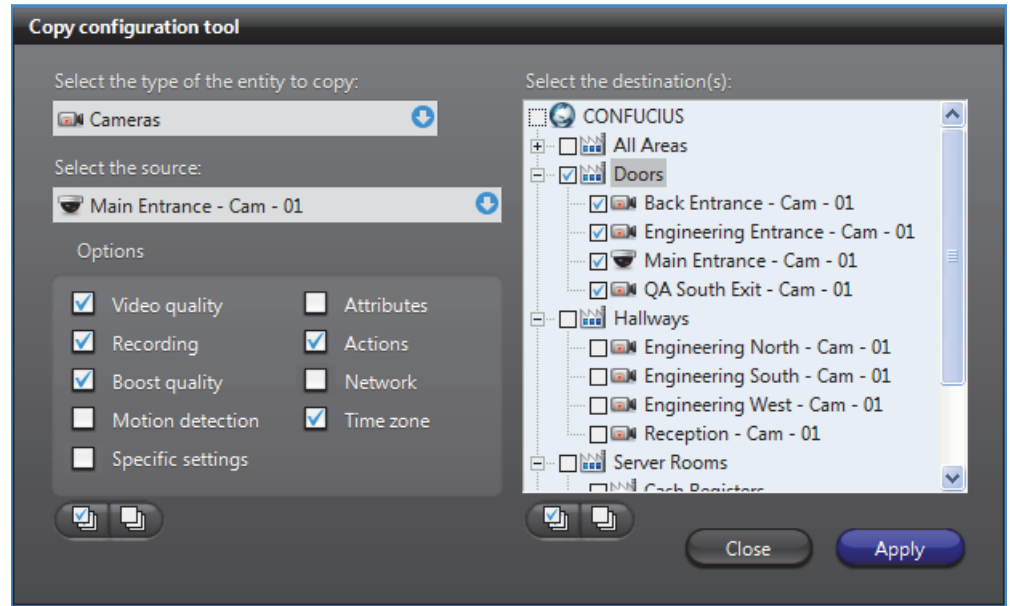 Copy configuration tool
Select the type of the entity to copy:
Cameras
Select the source:
Main Entrance - Cam - 01
Options
Video quality
Attributes
Recording
Actions
Boost quality
Network
Motion detection
Time zone
Specific settings
Select the destination(s):
CONFUCIUS
All Areas
Doors
Back Entrance - Cam - 01
Engineering Entrance - Cam - 01
Main Entrance - Cam - 01
QA South Exit - Cam - 01
Hallways
Engineering North - Cam - 01
Engineering South - Cam - 01
Engineering West - Cam - 01
Reception - Cam - 01
Server Rooms
Cash Registers
Close
Apply